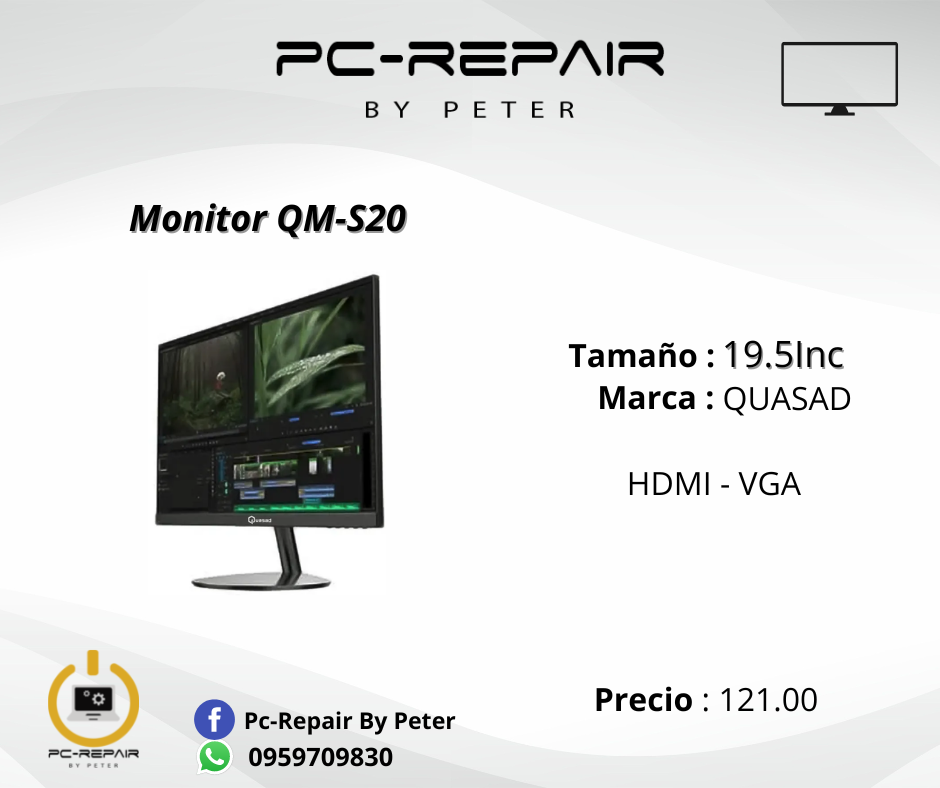 PC-REPAIR
BY PETER
Monitor QM-S20
Tamaño : 19.5Inc
Marca : QUASAD
HDMI - VGA
Quasad
Precio : 121.00
PC-REPAIR
BY PETER
Pc-Repair By Peter
0959709830